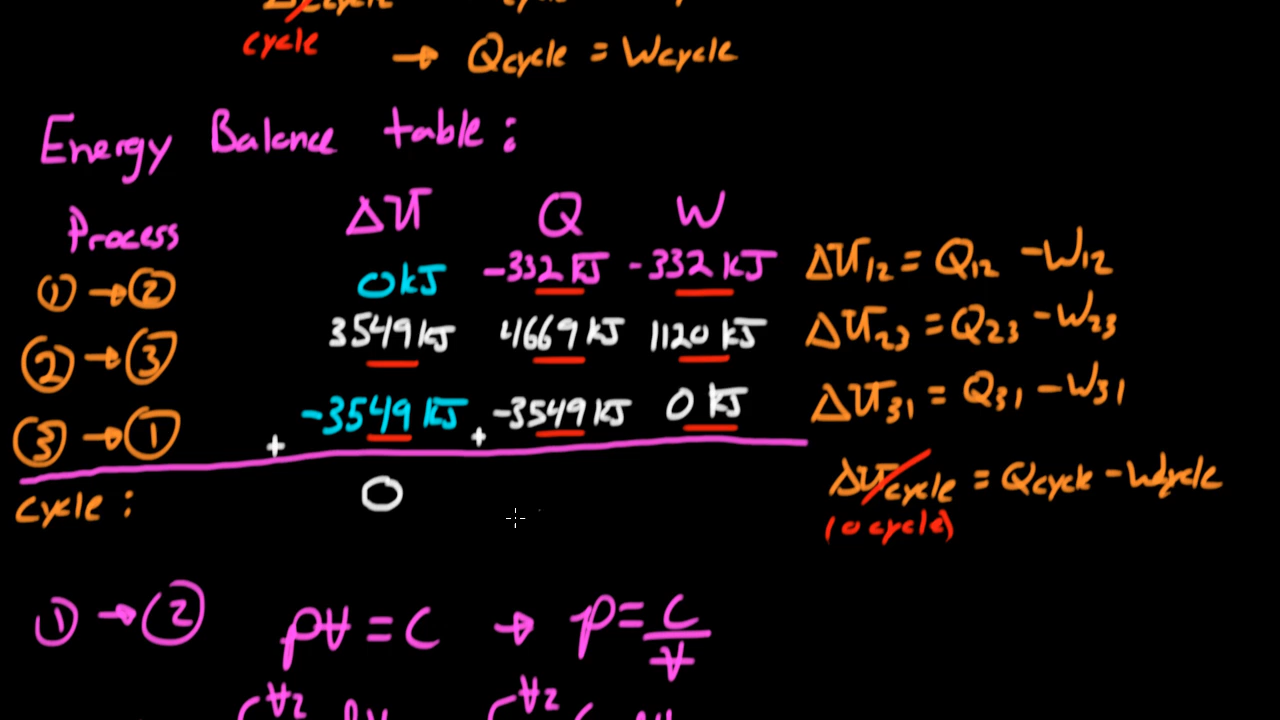 cycle
→ Qcycle = Wcycle
Energy Balance table:
Process ΔU Q W
① → ② 0 kJ -332 kJ -332 kJ ΔU12 = Q12 - W12
② → ③ 3549 kJ 4669 kJ 1120 kJ ΔU23 = Q23 - W23
③ → ① + -3549 kJ + -3549 kJ 0 kJ ΔU31 = Q31 - W31
cycle: 0 ΔUcycle = Qcycle - Wcycle
(0 cycle)
① → ② pV = C → p = C/V
V2 V2